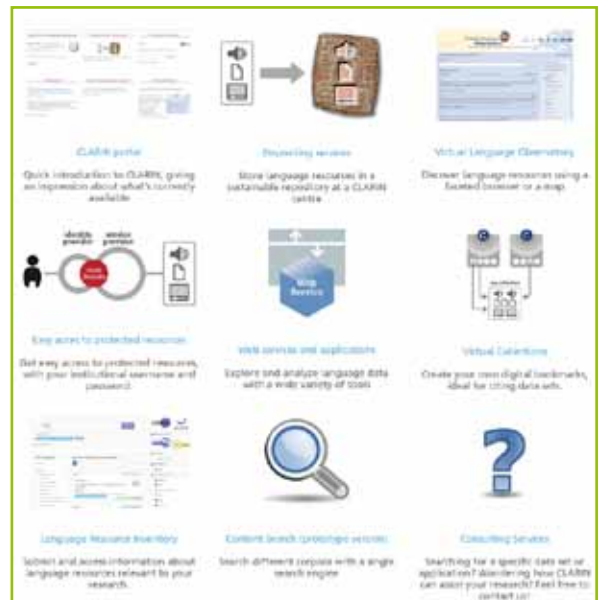 CLARIN portal
Quick introduction to CLARIN, giving
an impression about what's currently
available
Depositing services
Store language resources in a
sustainable repository at a CLARIN
centre
Virtual Language Observatory
Discover language resources using a
faceted browser or a map
identity provider
service provider
Easy access to protected resources
Get easy access to protected resources,
with your institutional username and
password
Web Service
Web services and applications
Explore and analyze language data
with a wide variety of tools
Virtual Collections
Create your own digital bookmarks,
ideal for citing data sets.
Language Resource Inventory
Submit and access information about
language resources relevant to your
research.
Content Search (prototype version)
Search different corpora with a single
search engine
Consulting Services
Searching for a specific data set or
application? Wondering how CLARIN
can assist your research? Feel free to
contact us!